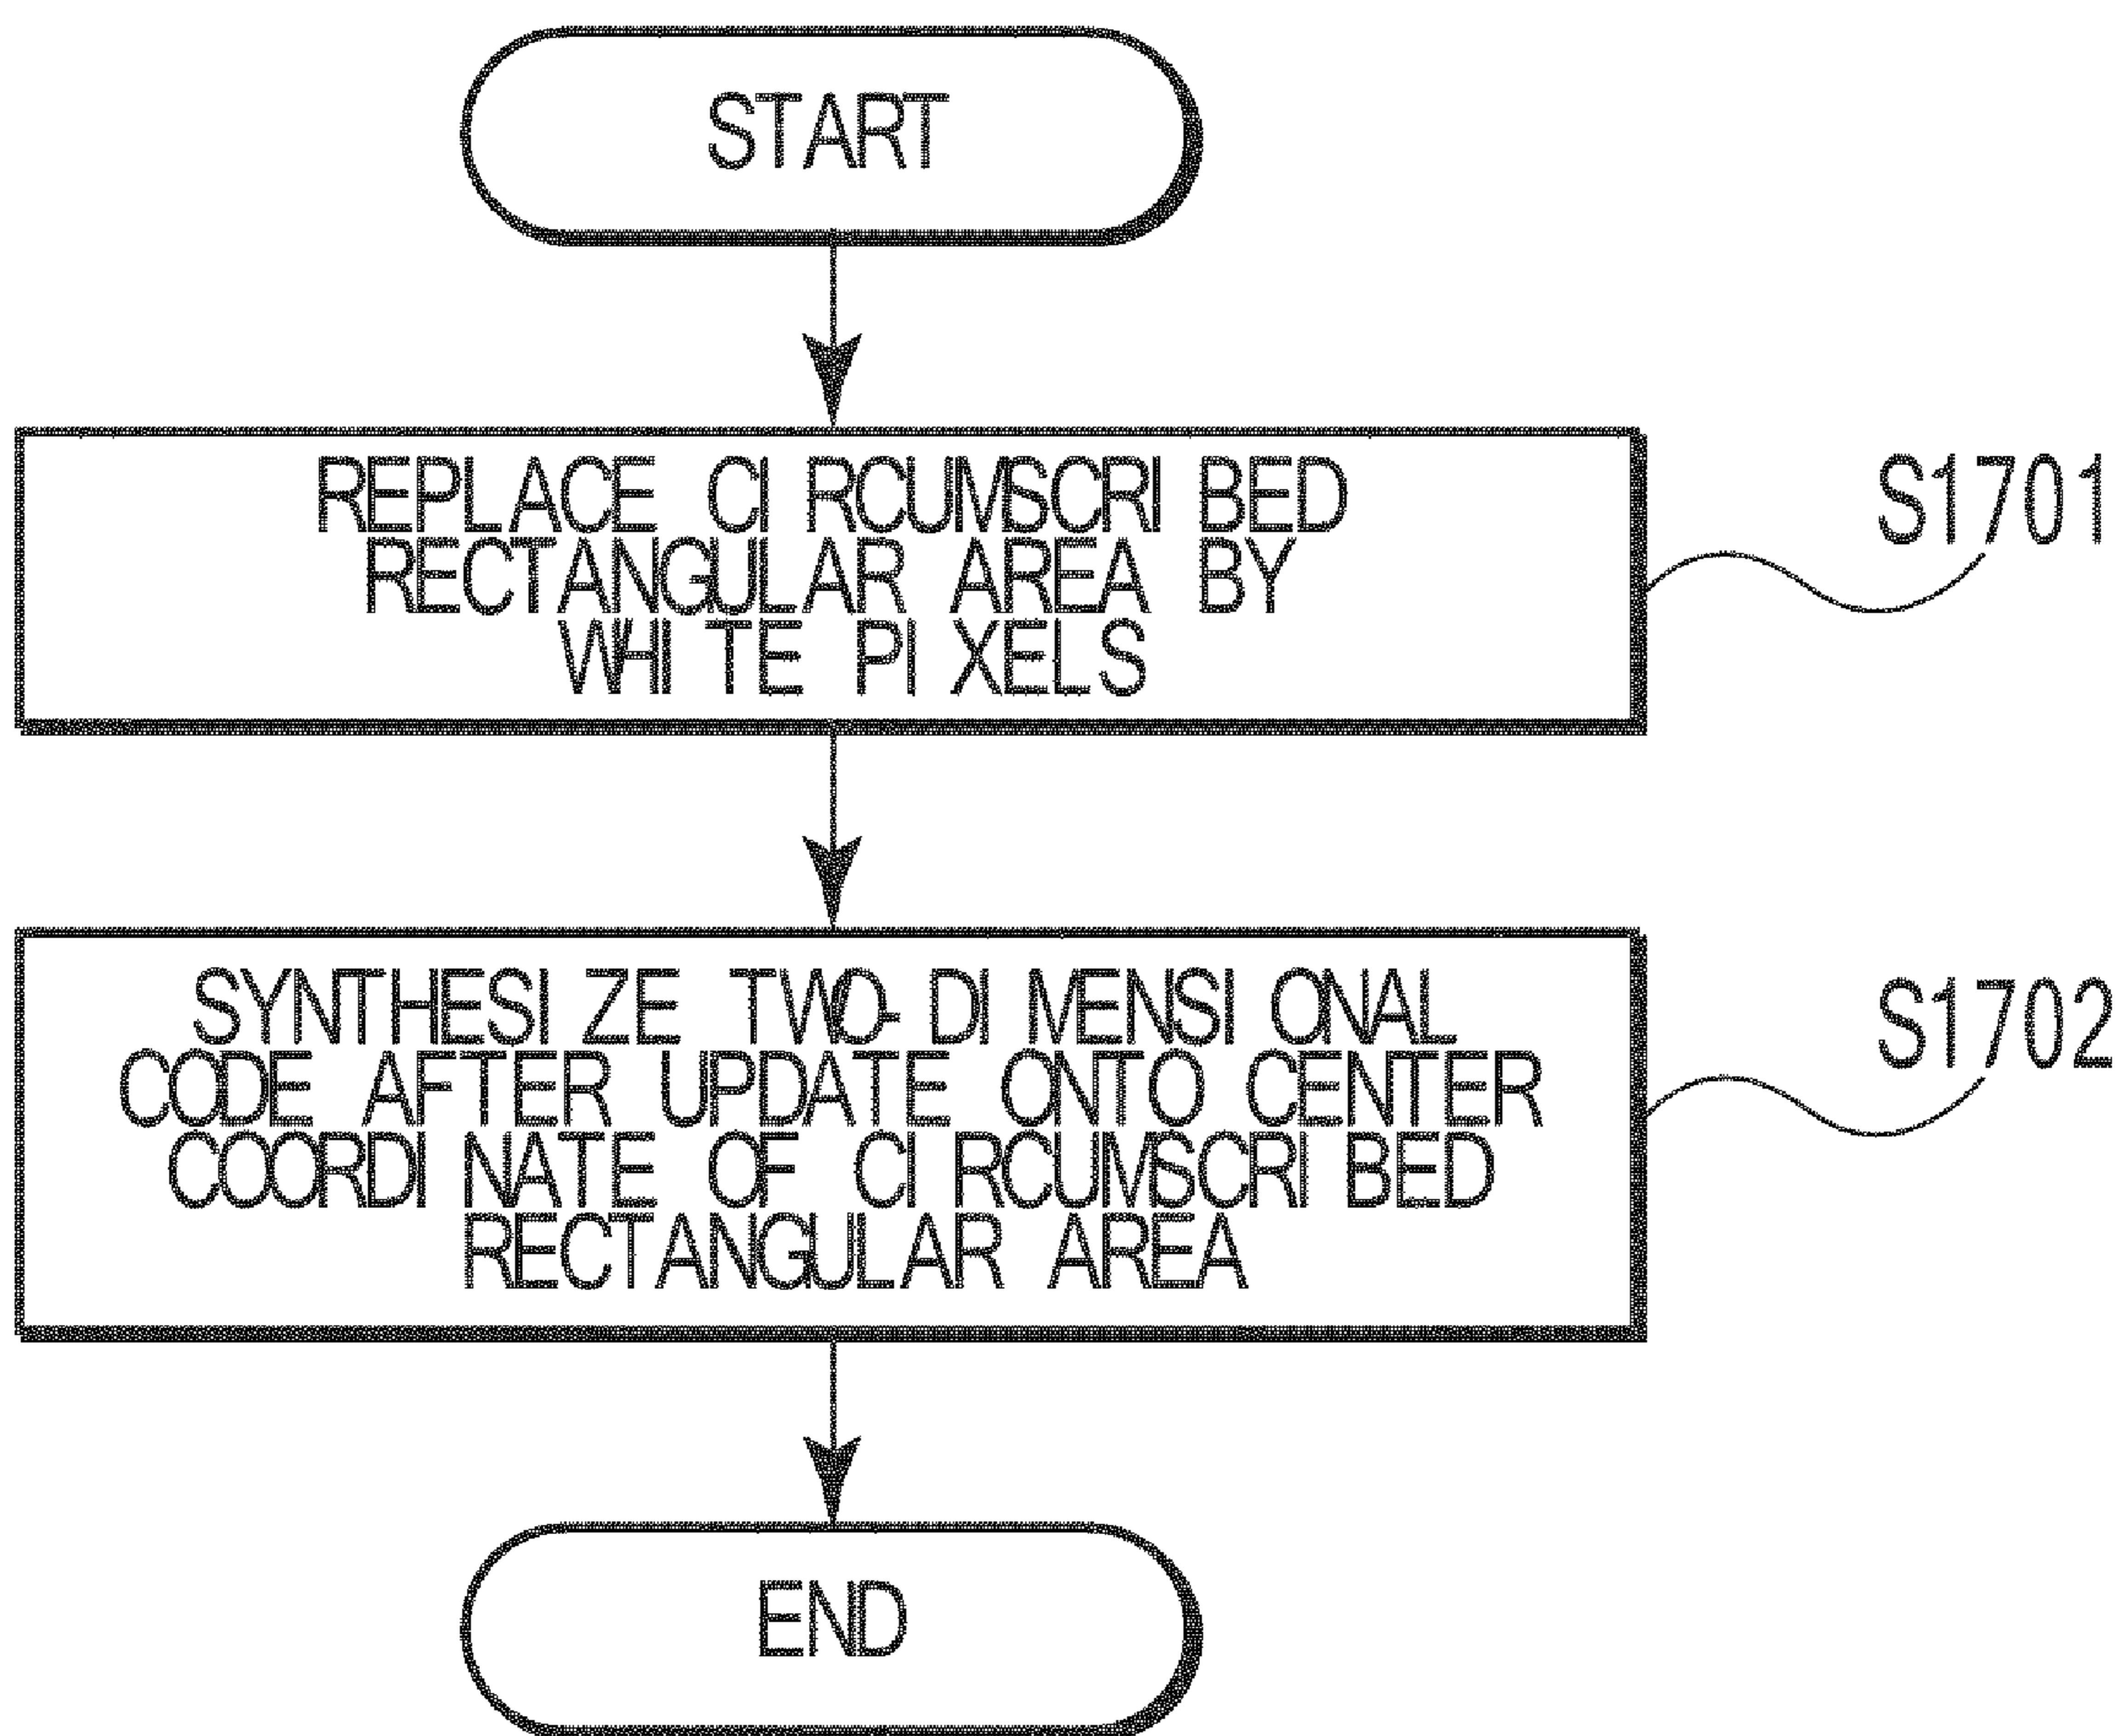 START
REPLACE CIRCUMSCRIBED
RECTANGULAR AREA BY
WHITE PIXELS
S1701
SYNTHESIZE TWO-DIMENSIONAL
CODE AFTER UPDATE ONTO CENTER
COORDINATE OF CIRCUMSCRIBED
RECTANGULAR AREA
S1702
END